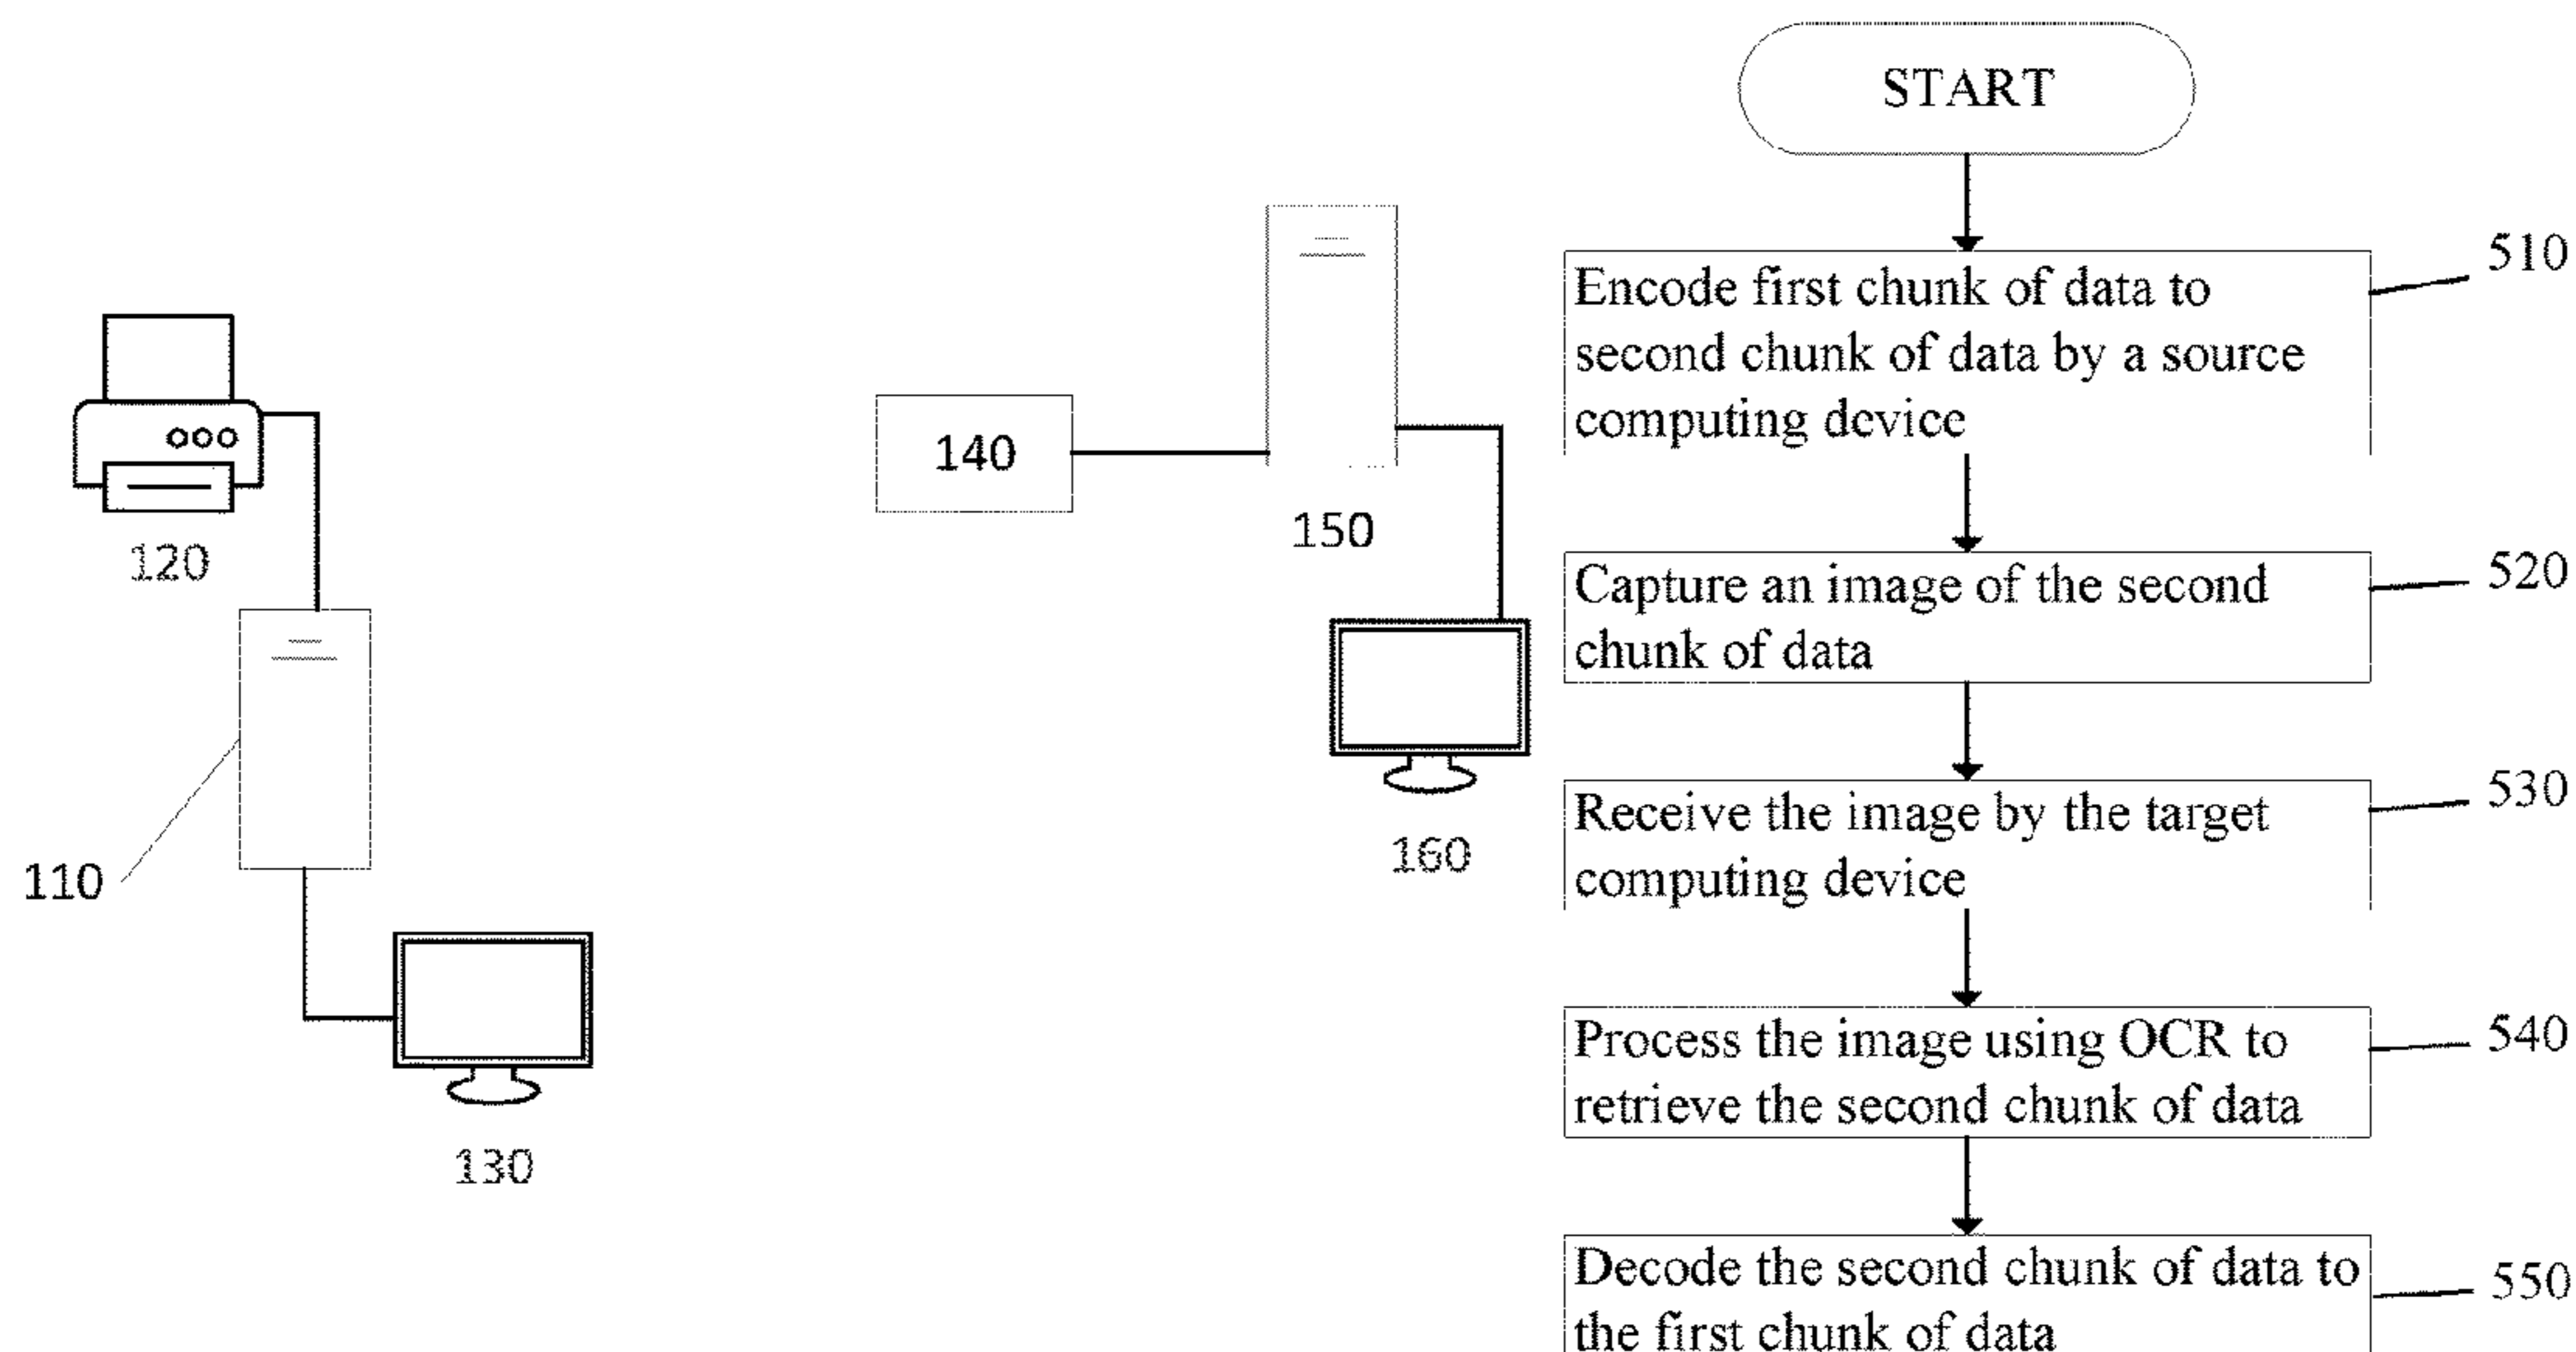 120
110
130
140
150
160
START
Encode first chunk of data to
second chunk of data by a source
computing device
510
Capture an image of the second
chunk of data
520
Receive the image by the target
computing device
530
Process the image using OCR to
retrieve the second chunk of data
540
Decode the second chunk of data to
the first chunk of data
550